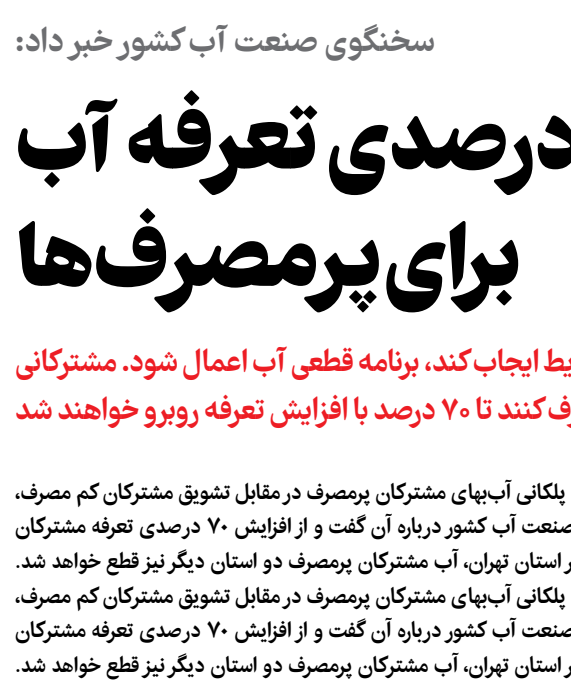 سخنگوی صنعت آب کشور خبر داد:
درصدی تعرفه آب
برای پرمصرف‌ها
ایجاب کند، برنامه قطعی آب اعمال شود. مشترکانی
کنند تا ۷۰ درصد با افزایش تعرفه روبرو خواهند شد
پلکانی آب‌بهای مشترکان پرمصرف در مقابل تشویق مشترکان کم مصرف،
صنعت آب کشور درباره آن گفت و از افزایش ۷۰ درصدی تعرفه مشترکان
استان تهران، آب مشترکان پرمصرف دو استان دیگر نیز قطع خواهد شد.
پلکانی آب‌بهای مشترکان پرمصرف در مقابل تشویق مشترکان کم مصرف،
صنعت آب کشور درباره آن گفت و از افزایش ۷۰ درصدی تعرفه مشترکان
استان تهران، آب مشترکان پرمصرف دو استان دیگر نیز قطع خواهد شد.